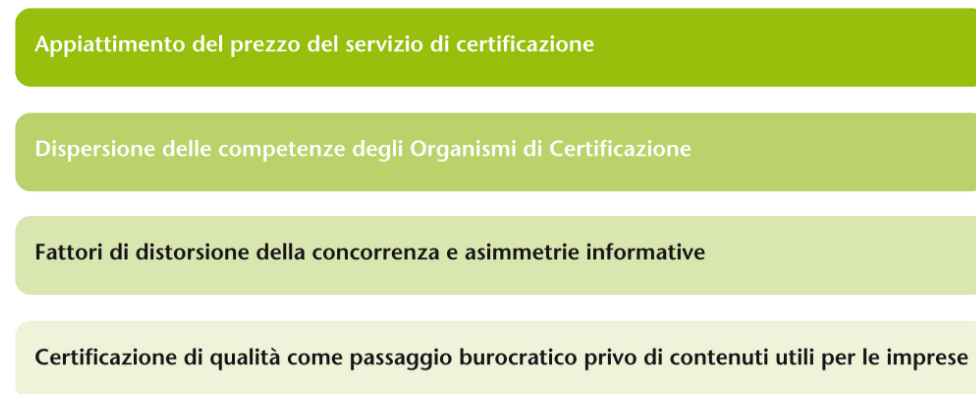 Appiattimento del prezzo del servizio di certificazione
Dispersione delle competenze degli Organismi di Certificazione
Fattori di distorsione della concorrenza e asimmetrie informative
Certificazione di qualità come passaggio burocratico privo di contenuti utili per le imprese